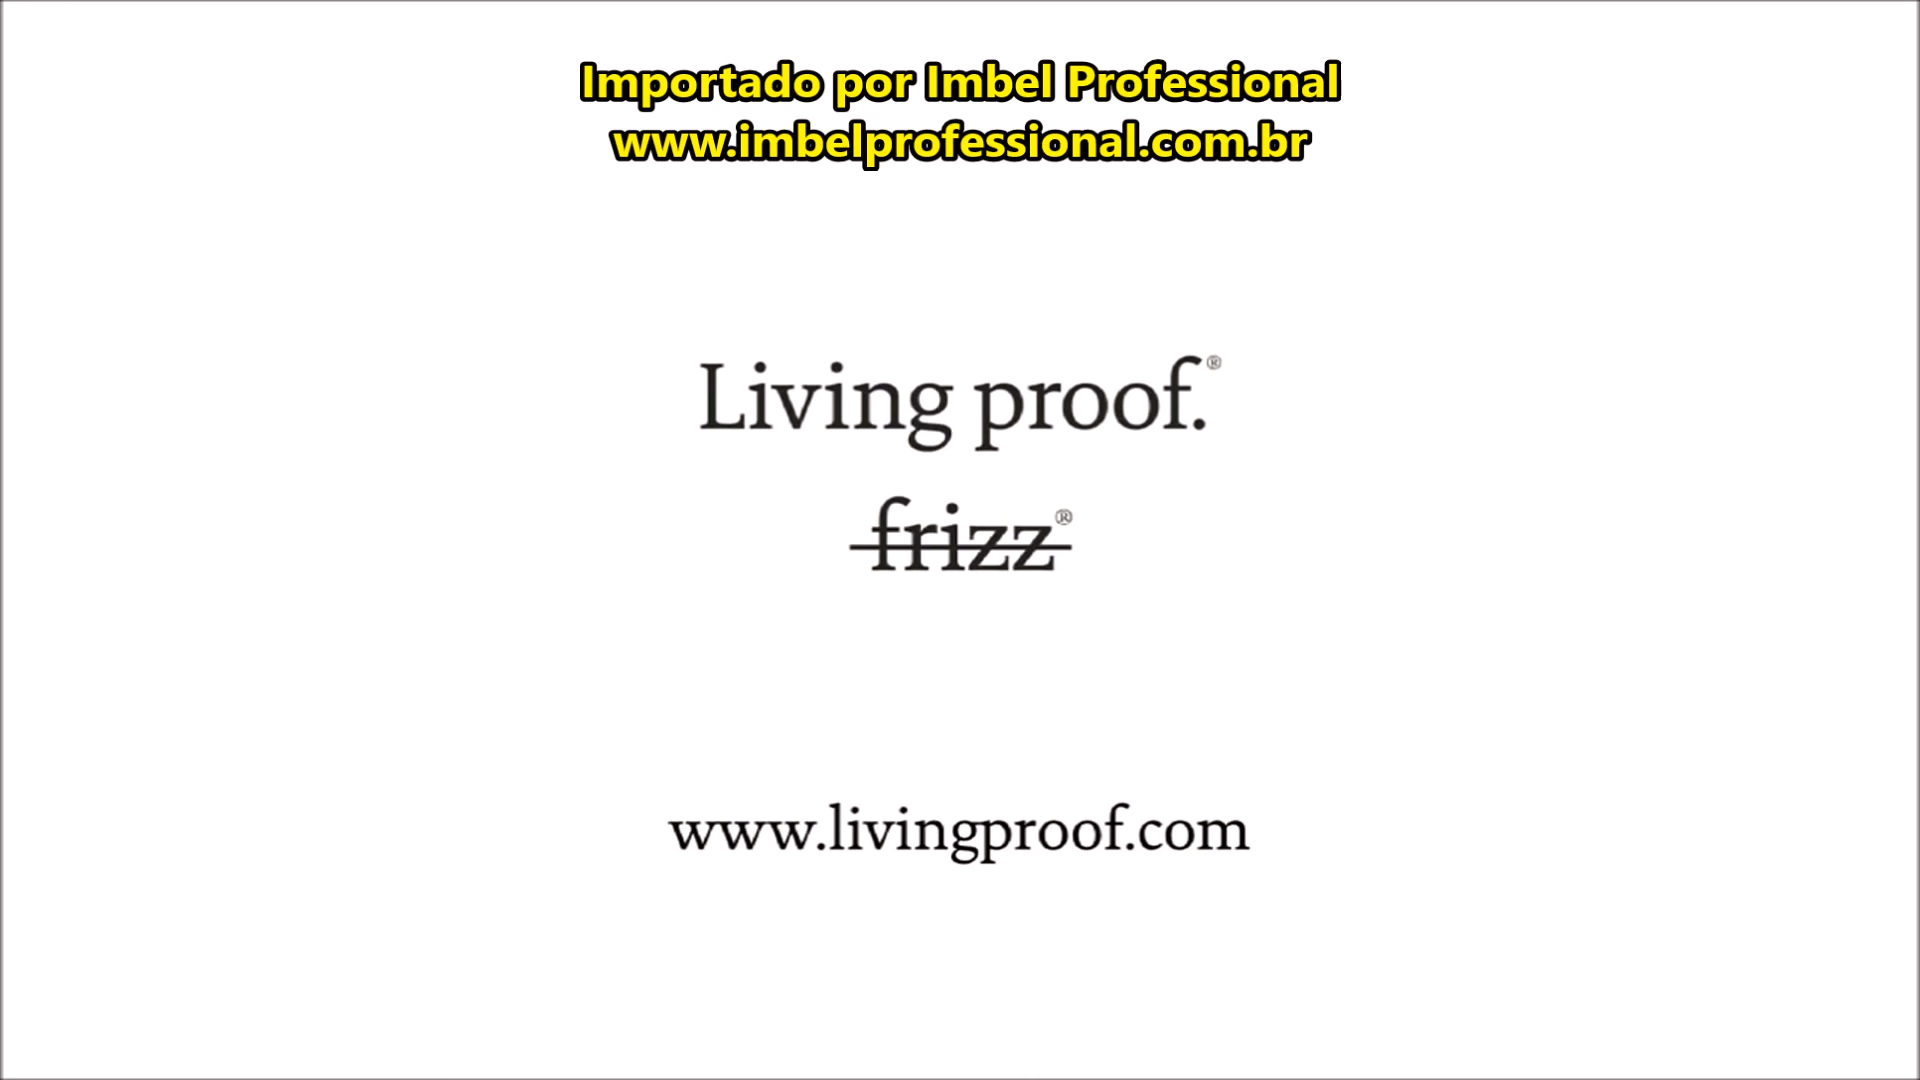 Importado por Imbel Professional
www.imbelprofessional.com.br
Living proof.®
frizz®
www.livingproof.com